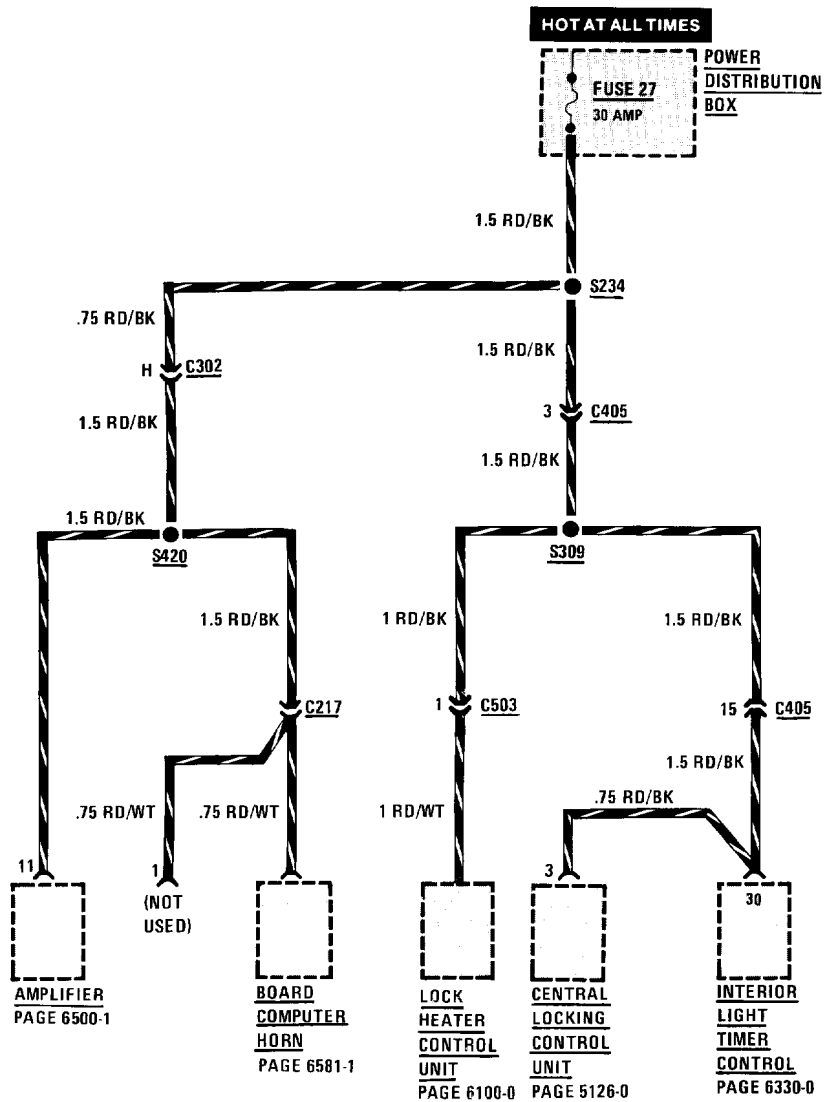 HOT AT ALL TIMES
POWER
DISTRIBUTION
BOX
FUSE 27
30 AMP
1.5 RD/BK
S234
.75 RD/BK
1.5 RD/BK
H
C302
3
C405
1.5 RD/BK
1.5 RD/BK
1.5 RD/BK
S420
S309
1.5 RD/BK
1 RD/BK
1.5 RD/BK
C217
1
C503
15
C405
1.5 RD/BK
.75 RD/BK
.75 RD/WT
.75 RD/WT
1 RD/WT
11
1
(NOT
USED)
3
30
AMPLIFIER
PAGE 6500-1
BOARD
COMPUTER
HORN
PAGE 6581-1
LOCK
HEATER
CONTROL
UNIT
PAGE 6100-0
CENTRAL
LOCKING
CONTROL
UNIT
PAGE 5126-0
INTERIOR
LIGHT
TIMER
CONTROL
PAGE 6330-0